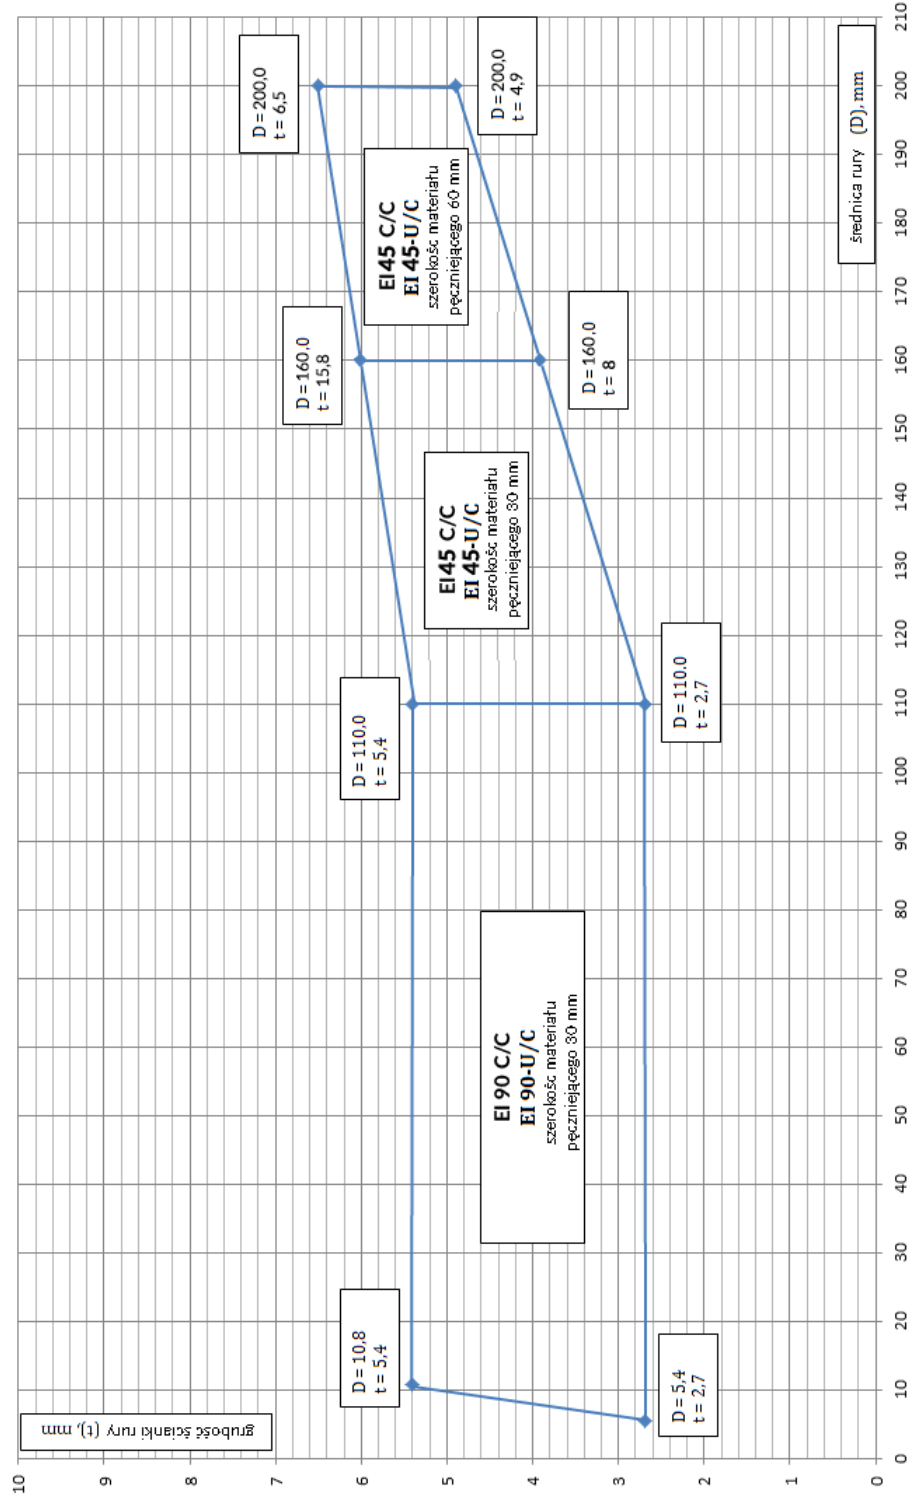 grubość ścianki rury (t), mm
10
9
8
7
6
5
4
3
2
1
0
D = 10,8
t = 5,4
D = 5,4
t = 2,7
EI 90 C/C
EI 90-U/C
szerokość materiału
pęczniejącego 30 mm
D = 110,0
t = 5,4
D = 110.0
t = 2,7
EI45 C/C
EI 45-U/C
szerokość materiału
pęczniejącego 30 mm
D = 160,0
t = 15,8
D = 160.0
t = 8
EI45 C/C
EI 45-U/C
szerokość materiału
pęczniejącego 60 mm
D = 200,0
t = 6,5
D = 200,0
t = 4,9
średnica rury (D), mm
0
10
20
30
40
50
60
70
80
90
100
110
120
130
140
150
160
170
180
190
200
210